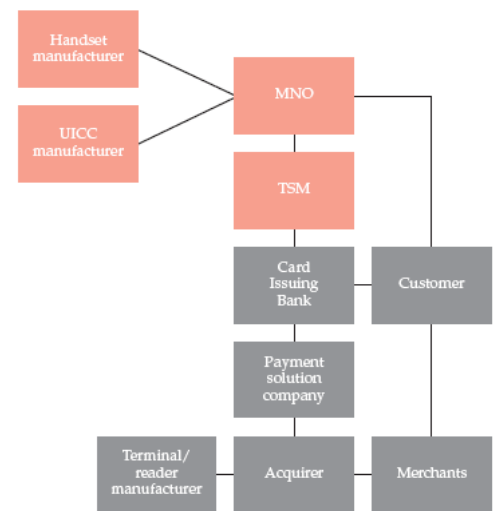 Handset
manufacturer
MNO
UICC
manufacturer
TSM
Card
Issuing
Bank
Customer
Payment
solution
company
Terminal/
reader
manufacturer
Acquirer
Merchants